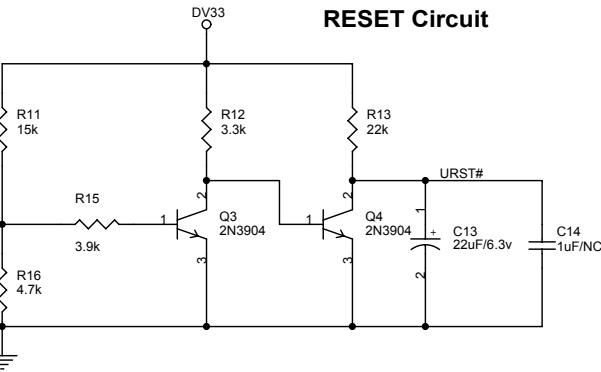 DV33
RESET Circuit
R11
15k
R12
3.3k
R13
22k
R15
3.9k
1
2
3
Q3
2N3904
1
2
3
Q4
2N3904
URST#
1
+
2
C13
22uF/6.3v
C14
1uF/NC
R16
4.7k